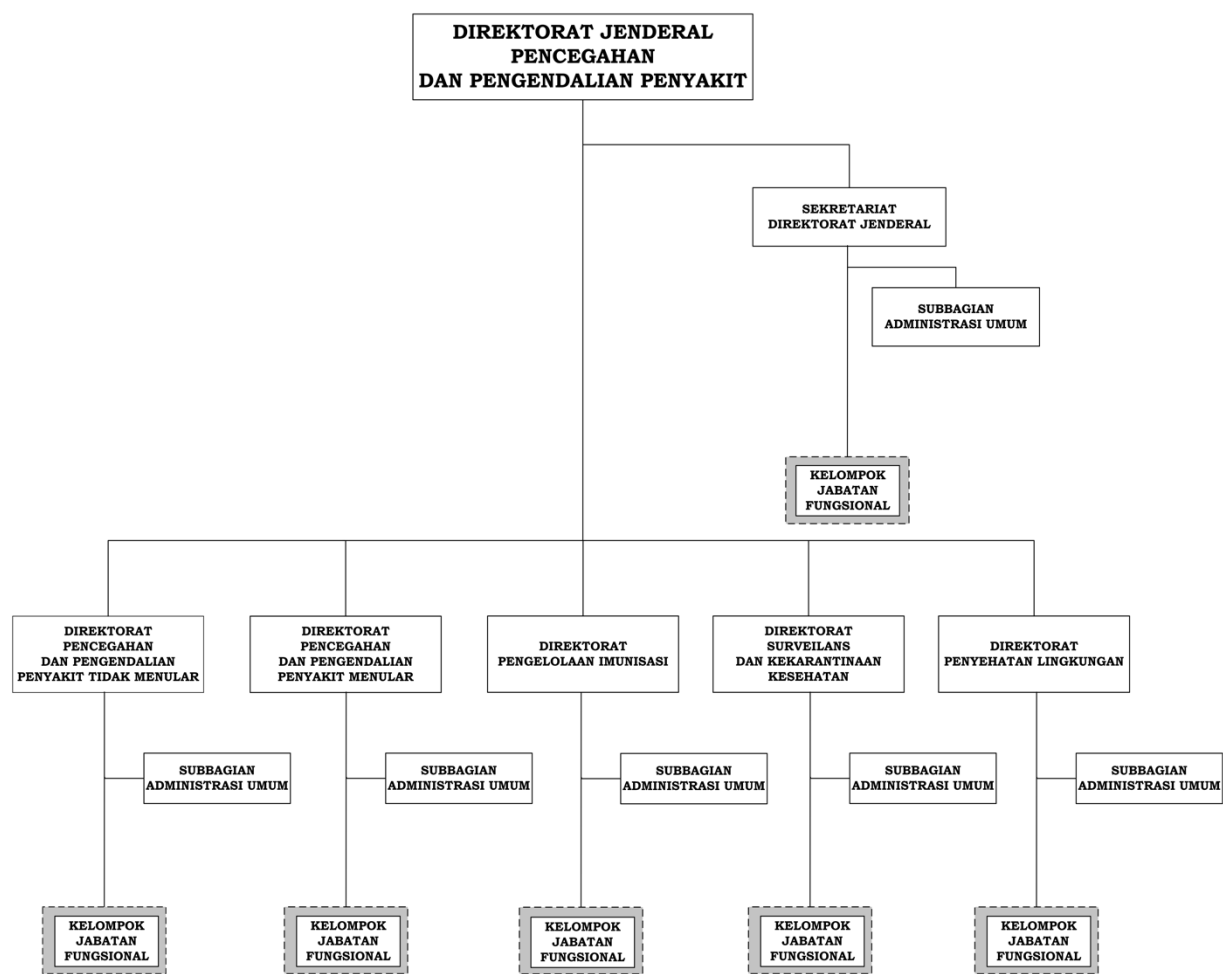 DIREKTORAT JENDERAL
PENCEGAHAN
DAN PENGENDALIAN PENYAKIT
SEKRETARIAT
DIREKTORAT JENDERAL
SUBBAGIAN
ADMINISTRASI UMUM
KELOMPOK
JABATAN
FUNGSIONAL
DIREKTORAT
PENCEGAHAN
DAN PENGENDALIAN
PENYAKIT TIDAK MENULAR
DIREKTORAT
PENCEGAHAN
DAN PENGENDALIAN
PENYAKIT MENULAR
DIREKTORAT
PENGELOLAAN IMUNISASI
DIREKTORAT
SURVEILANS
DAN KEKARANTINAAN
KESEHATAN
DIREKTORAT
PENYEHATAN LINGKUNGAN
SUBBAGIAN
ADMINISTRASI UMUM
SUBBAGIAN
ADMINISTRASI UMUM
SUBBAGIAN
ADMINISTRASI UMUM
SUBBAGIAN
ADMINISTRASI UMUM
SUBBAGIAN
ADMINISTRASI UMUM
KELOMPOK
JABATAN
FUNGSIONAL
KELOMPOK
JABATAN
FUNGSIONAL
KELOMPOK
JABATAN
FUNGSIONAL
KELOMPOK
JABATAN
FUNGSIONAL
KELOMPOK
JABATAN
FUNGSIONAL